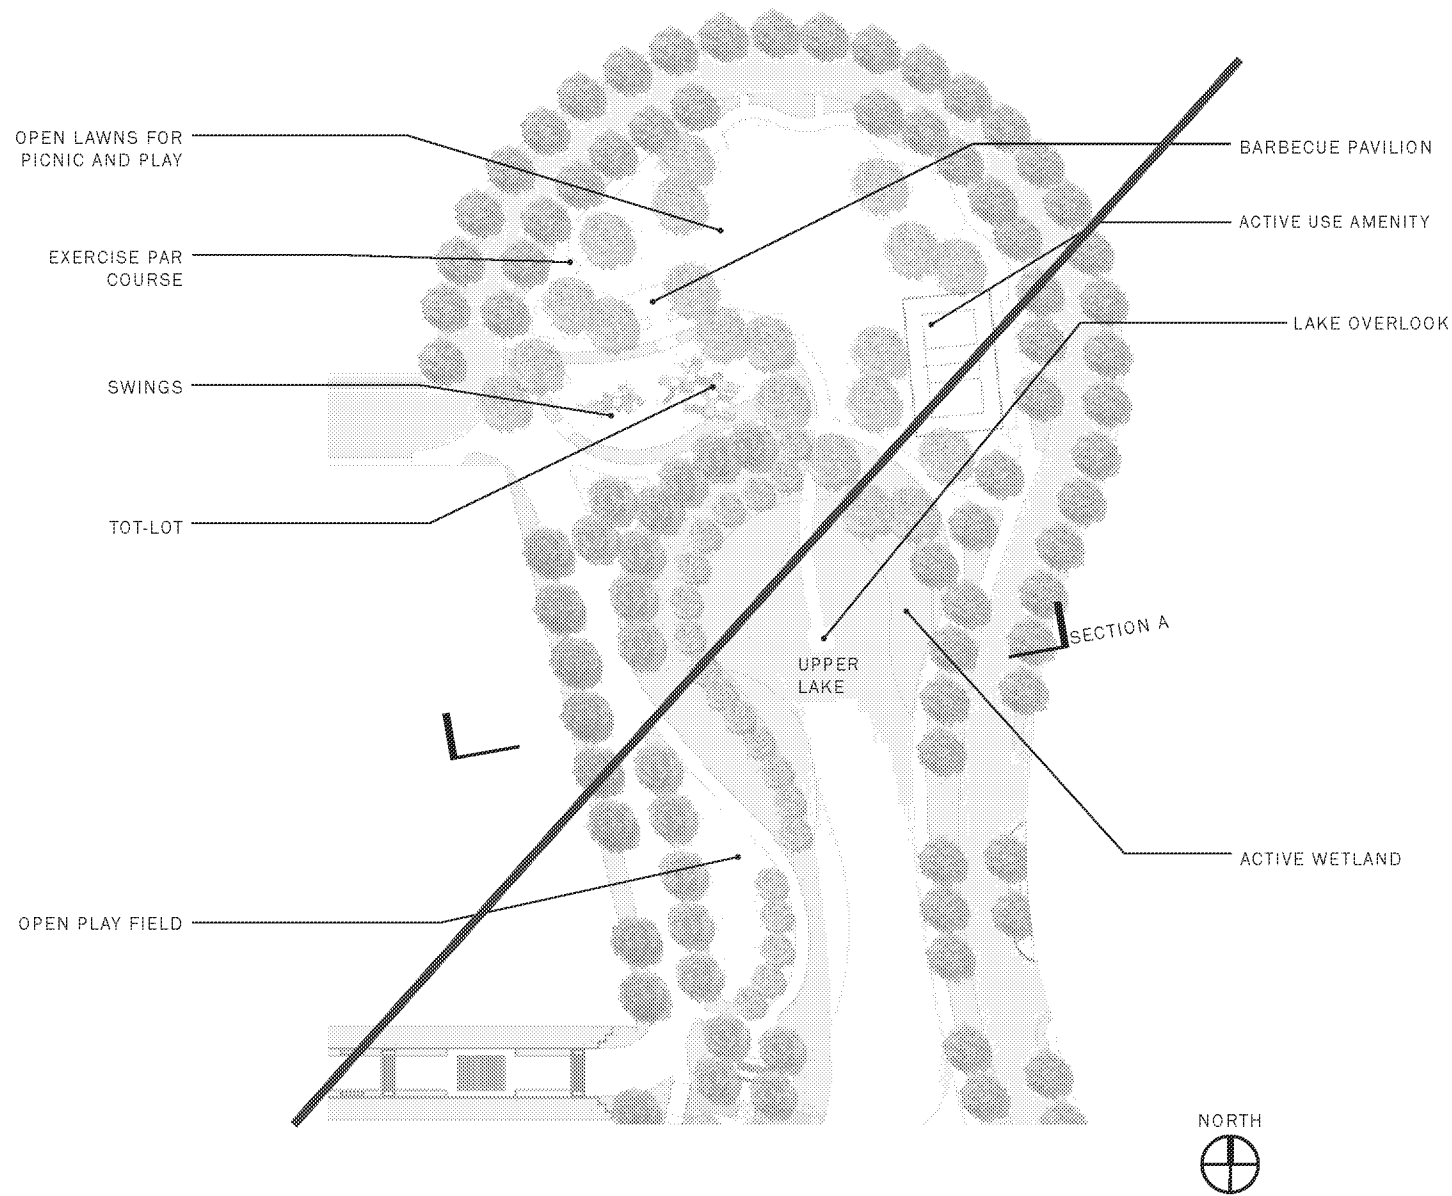 OPEN LAWNS FOR
PICNIC AND PLAY
EXERCISE PAR
COURSE
SWINGS
TOT-LOT
OPEN PLAY FIELD
BARBECUE PAVILION
ACTIVE USE AMENITY
LAKE OVERLOOK
SECTION A
UPPER
LAKE
ACTIVE WETLAND
NORTH